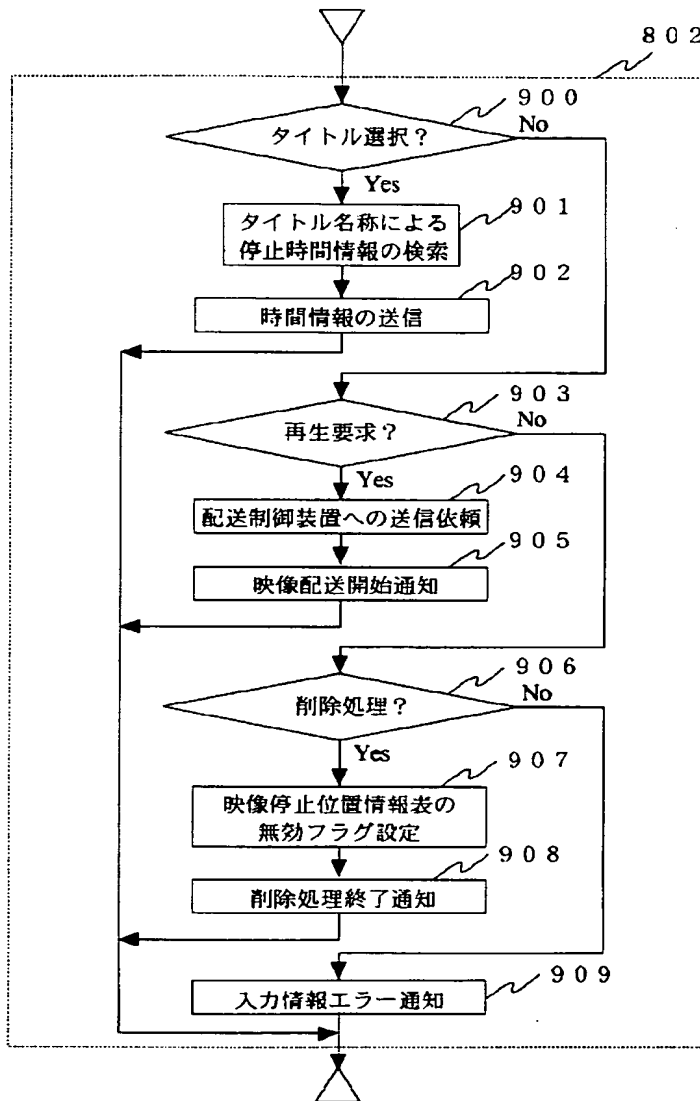 ８０２
９００
タイトル選択？
No
Yes
９０１
タイトル名称による
停止時間情報の検索
９０２
時間情報の送信
９０３
再生要求？
No
Yes
９０４
配送制御装置への送信依頼
９０５
映像配送開始通知
９０６
削除処理？
No
Yes
９０７
映像停止位置情報表の
無効フラグ設定
９０８
削除処理終了通知
９０９
入力情報エラー通知